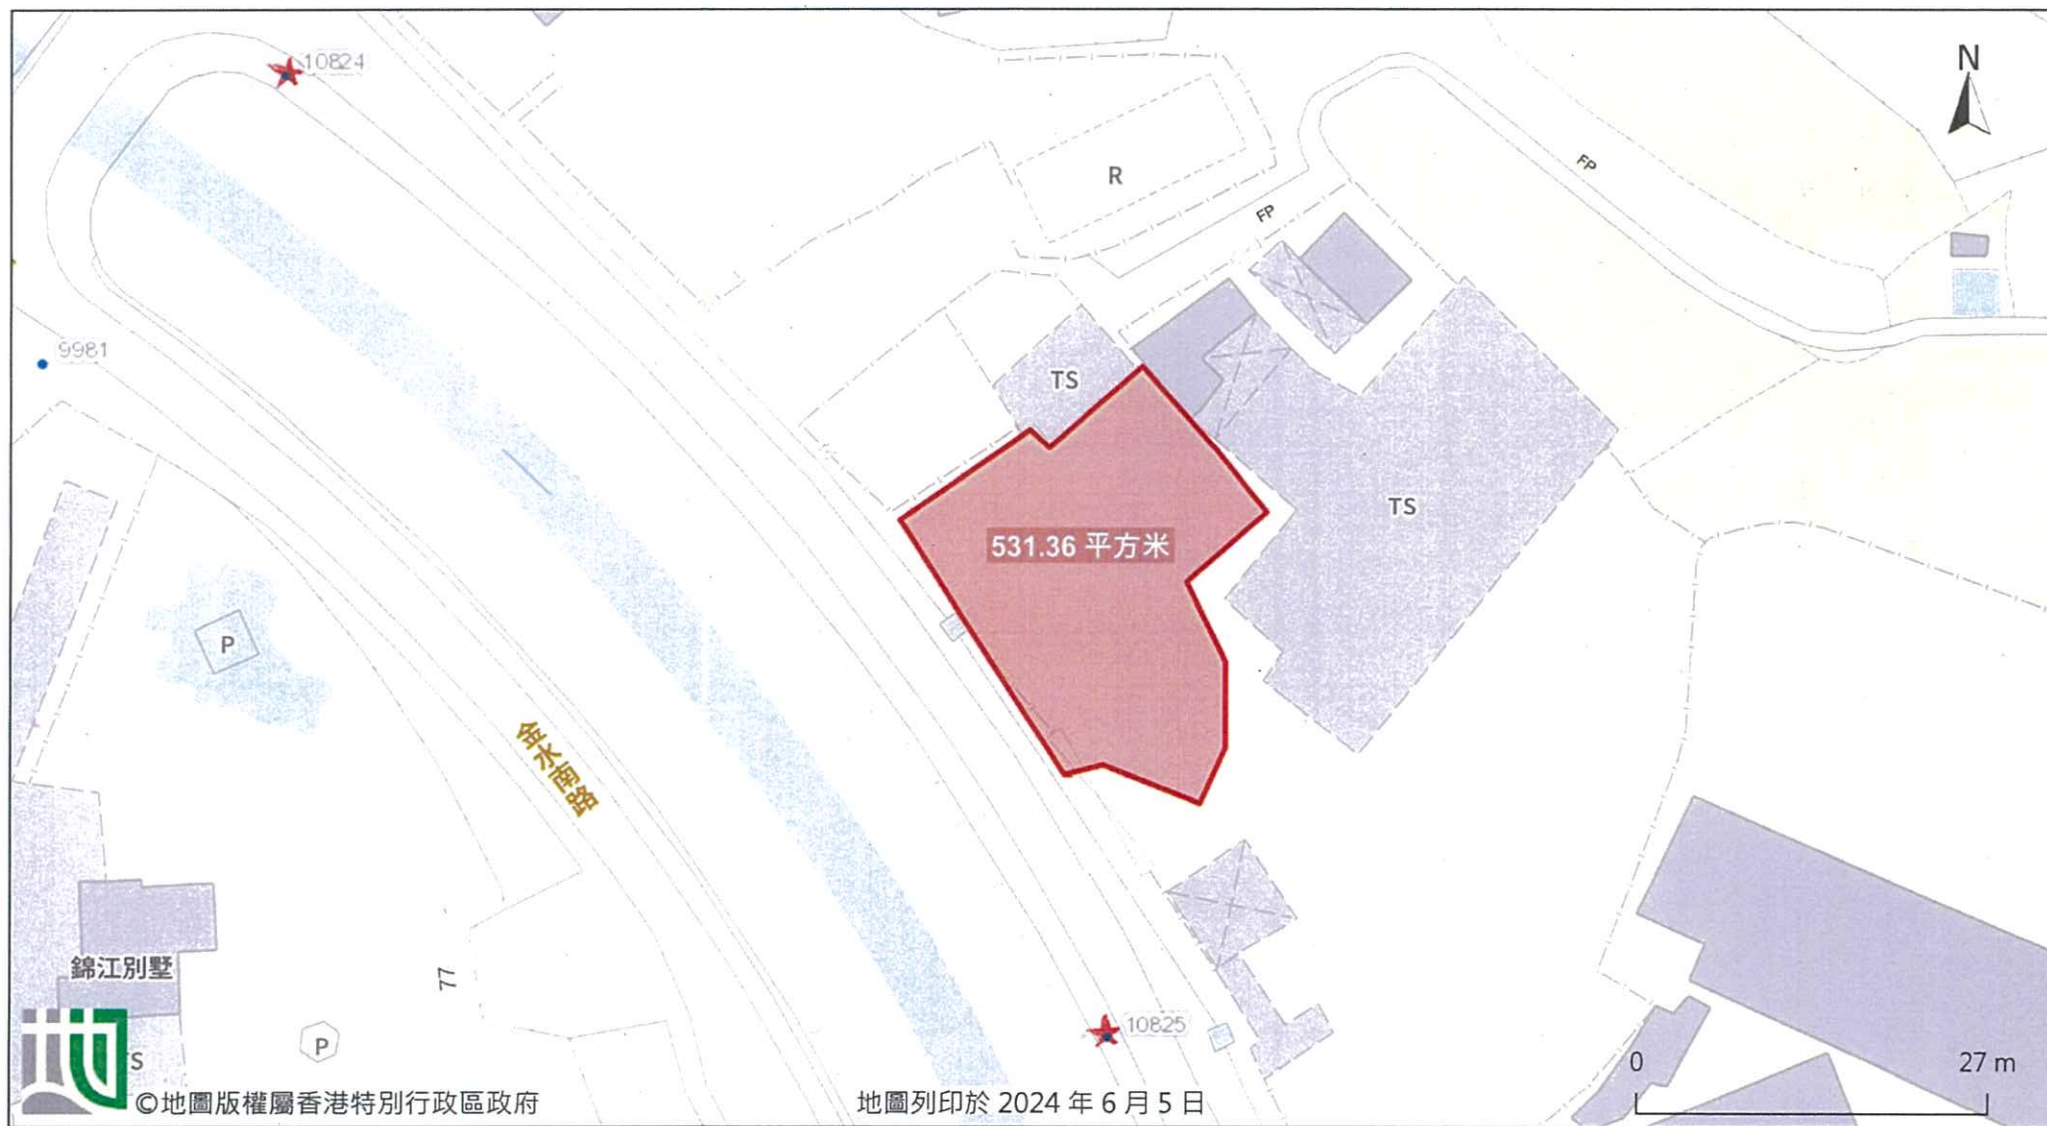 10824
N
R
FP
FP
9981
TS
TS
531.36 平方米
P
金水南路
錦江別墅
77
P
10825
0
27 m
©地圖版權屬香港特別行政區政府
地圖列印於 2024 年 6 月 5 日